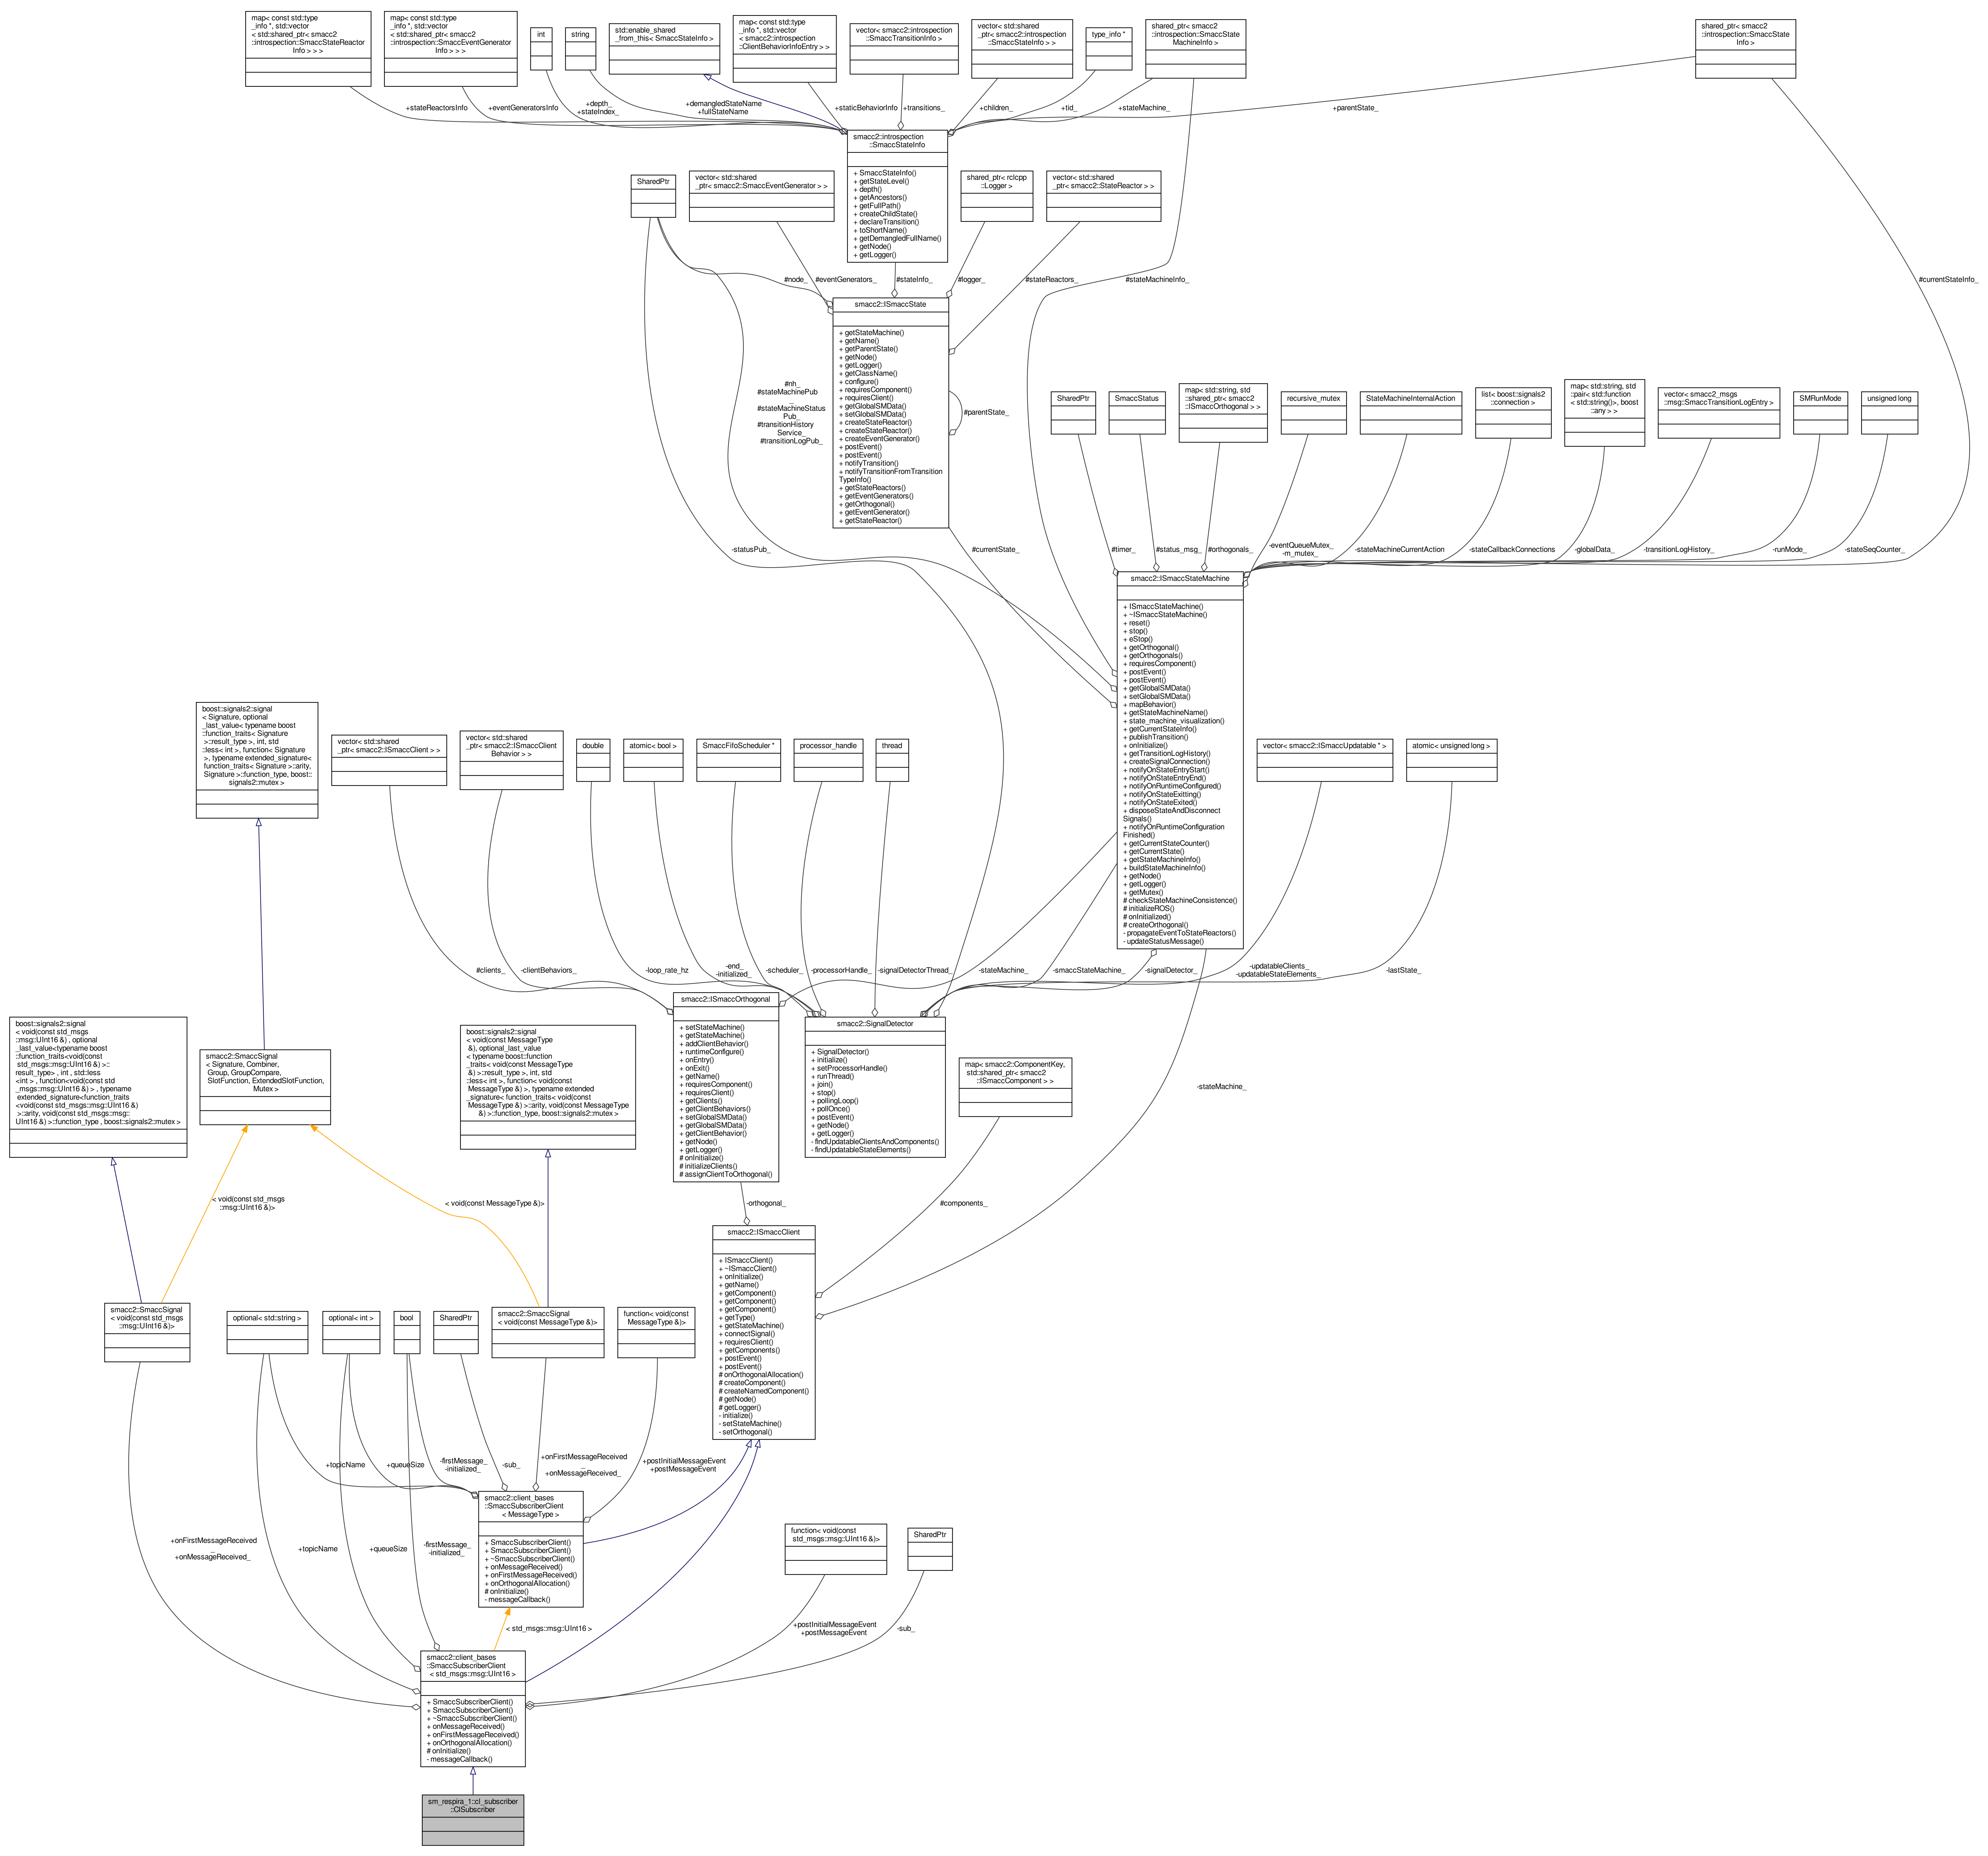 map< const std::type
_info *, std::vector
< std::shared_ptr< smacc2
::introspection::SmaccStateReactor
Info > > >
map< const std::type
_info *, std::vector
< std::shared_ptr< smacc2
::introspection::SmaccEventGenerator
Info > > >
int
string
std::enable_shared
_from_this< SmaccStateInfo >
map< const std::type
_info *, std::vector
< smacc2::introspection
::ClientBehaviorInfoEntry > >
vector< smacc2::introspection
::SmaccTransitionInfo >
vector< std::shared
_ptr< smacc2::introspection
::SmaccStateInfo > >
type_info *
shared_ptr< smacc2
::introspection::SmaccState
MachineInfo >
shared_ptr< smacc2
::introspection::SmaccState
Info >
+stateReactorsInfo
+eventGeneratorsInfo
+depth_
+stateIndex_
+demangledStateName
+fullStateName
+staticBehaviorInfo
+transitions_
+children_
+tid_
+stateMachine_
+parentState_
smacc2::introspection
::SmaccStateInfo
+ SmaccStateInfo()
+ getStateLevel()
+ depth()
+ getAncestors()
+ getFullPath()
+ createChildState()
+ declareTransition()
+ toShortName()
+ getDemangledFullName()
+ getNode()
+ getLogger()
SharedPtr
vector< std::shared
_ptr< smacc2::SmaccEventGenerator > >
shared_ptr< rclcpp
::Logger >
vector< std::shared
_ptr< smacc2::StateReactor > >
#node_
#eventGenerators_
#stateInfo_
#logger_
#stateReactors_
#stateMachineInfo_
#currentStateInfo_
smacc2::ISmaccState
+ getStateMachine()
+ getName()
+ getParentState()
+ getNode()
+ getLogger()
+ getClassName()
+ configure()
+ requiresComponent()
+ requiresClient()
+ getGlobalSMData()
+ setGlobalSMData()
+ createStateReactor()
+ createStateReactor()
+ createEventGenerator()
+ postEvent()
+ postEvent()
+ notifyTransition()
+ notifyTransitionFromTransition
TypeInfo()
+ getStateReactors()
+ getEventGenerators()
+ getOrthogonal()
+ getEventGenerator()
+ getStateReactor()
#parentState_
#nh_
#stateMachinePub
_
#stateMachineStatus
Pub_
#transitionHistory
Service_
#transitionLogPub_
SharedPtr
SmaccStatus
map< std::string, std
::shared_ptr< smacc2
::ISmaccOrthogonal > >
recursive_mutex
StateMachineInternalAction
list< boost::signals2
::connection >
map< std::string, std
::pair< std::function
< std::string()>, boost
::any > >
vector< smacc2_msgs
::msg::SmaccTransitionLogEntry >
SMRunMode
unsigned long
-statusPub_
#currentState_
#timer_
#status_msg_
#orthogonals_
-eventQueueMutex_
-m_mutex_
-stateMachineCurrentAction
-stateCallbackConnections
-globalData_
-transitionLogHistory_
-runMode_
-stateSeqCounter_
smacc2::ISmaccStateMachine
+ ISmaccStateMachine()
+ ~ISmaccStateMachine()
+ reset()
+ stop()
+ eStop()
+ getOrthogonal()
+ getOrthogonals()
+ requiresComponent()
+ postEvent()
+ postEvent()
+ getGlobalSMData()
+ setGlobalSMData()
+ mapBehavior()
+ getStateMachineName()
+ state_machine_visualization()
+ getCurrentStateInfo()
+ publishTransition()
+ onInitialize()
+ getTransitionLogHistory()
+ createSignalConnection()
+ notifyOnStateEntryStart()
+ notifyOnStateEntryEnd()
+ notifyOnRuntimeConfigured()
+ notifyOnStateExitting()
+ notifyOnStateExited()
+ disposeStateAndDisconnect
Signals()
+ notifyOnRuntimeConfiguration
Finished()
+ getCurrentStateCounter()
+ getCurrentState()
+ getStateMachineInfo()
+ buildStateMachineInfo()
+ getNode()
+ getLogger()
+ getMutex()
# checkStateMachineConsistence()
# initializeROS()
# onInitialized()
# createOrthogonal()
- propagateEventToStateReactors()
- updateStatusMessage()
boost::signals2::signal
< Signature, optional
_last_value< typename boost
::function_traits< Signature
>::result_type >, int, std
::less< int >, function< Signature
>, typename extended_signature<
function_traits< Signature >::arity,
Signature >::function_type, boost::
signals2::mutex >
vector< std::shared
_ptr< smacc2::ISmaccClient > >
vector< std::shared
_ptr< smacc2::ISmaccClient
Behavior > >
double
atomic< bool >
SmaccFifoScheduler *
processor_handle
thread
vector< smacc2::ISmaccUpdatable * >
atomic< unsigned long >
#clients_
-clientBehaviors_
-loop_rate_hz
-end_
-initialized_
-scheduler_
-processorHandle_
-signalDetectorThread_
-stateMachine_
-smaccStateMachine_
-signalDetector_
-updatableClients_
-updatableStateElements_
-lastState_
smacc2::ISmaccOrthogonal
+ setStateMachine()
+ getStateMachine()
+ addClientBehavior()
+ runtimeConfigure()
+ onEntry()
+ onExit()
+ getName()
+ requiresComponent()
+ requiresClient()
+ getClients()
+ getClientBehaviors()
+ setGlobalSMData()
+ getGlobalSMData()
+ getClientBehavior()
+ getNode()
+ getLogger()
# onInitialize()
# initializeClients()
# assignClientToOrthogonal()
smacc2::SignalDetector
+ SignalDetector()
+ initialize()
+ setProcessorHandle()
+ runThread()
+ join()
+ stop()
+ pollingLoop()
+ pollOnce()
+ postEvent()
+ getNode()
+ getLogger()
- findUpdatableClientsAndComponents()
- findUpdatableStateElements()
boost::signals2::signal
< void(const std_msgs
::msg::UInt16 &) , optional
_last_value<typename boost
::function_traits<void(const
std_msgs::msg::UInt16 &) >::
result_type> , int , std::less
<int > , function<void(const std
_msgs::msg::UInt16 &) > , typename
extended_signature<function_traits
<void(const std_msgs::msg::UInt16 &)
>::arity, void(const std_msgs::msg::
UInt16 &) >::function_type , boost::signals2::mutex >
smacc2::SmaccSignal
< Signature, Combiner,
Group, GroupCompare,
SlotFunction, ExtendedSlotFunction,
Mutex >
boost::signals2::signal
< void(const MessageType
&), optional_last_value
< typename boost::function
_traits< void(const MessageType
&) >::result_type >, int, std
::less< int >, function< void(const
MessageType &) >, typename extended
_signature< function_traits< void(const
MessageType &) >::arity, void(const MessageType
&) >::function_type, boost::signals2::mutex >
map< smacc2::ComponentKey,
std::shared_ptr< smacc2
::ISmaccComponent > >
-stateMachine_
< void(const std_msgs
::msg::UInt16 &)>
< void(const MessageType &)>
-orthogonal_
#components_
smacc2::ISmaccClient
+ ISmaccClient()
+ ~ISmaccClient()
+ onInitialize()
+ getName()
+ getComponent()
+ getComponent()
+ getComponent()
+ getType()
+ getStateMachine()
+ connectSignal()
+ requiresClient()
+ getComponents()
+ postEvent()
+ postEvent()
# onOrthogonalAllocation()
# createComponent()
# createNamedComponent()
# getNode()
# getLogger()
- initialize()
- setStateMachine()
- setOrthogonal()
smacc2::SmaccSignal
< void(const std_msgs
::msg::UInt16 &)>
optional< std::string >
optional< int >
bool
SharedPtr
smacc2::SmaccSignal
< void(const MessageType &)>
function< void(const
MessageType &)>
+topicName
+queueSize
-firstMessage_
-initialized_
-sub_
+onFirstMessageReceived
_
+onMessageReceived_
+postInitialMessageEvent
+postMessageEvent
smacc2::client_bases
::SmaccSubscriberClient
< MessageType >
+ SmaccSubscriberClient()
+ SmaccSubscriberClient()
+ ~SmaccSubscriberClient()
+ onMessageReceived()
+ onFirstMessageReceived()
+ onOrthogonalAllocation()
# onInitialize()
- messageCallback()
function< void(const
std_msgs::msg::UInt16 &)>
SharedPtr
+onFirstMessageReceived
_
+onMessageReceived_
+topicName
+queueSize
-firstMessage_
-initialized_
< std_msgs::msg::UInt16 >
+postInitialMessageEvent
+postMessageEvent
-sub_
smacc2::client_bases
::SmaccSubscriberClient
< std_msgs::msg::UInt16 >
+ SmaccSubscriberClient()
+ SmaccSubscriberClient()
+ ~SmaccSubscriberClient()
+ onMessageReceived()
+ onFirstMessageReceived()
+ onOrthogonalAllocation()
# onInitialize()
- messageCallback()
sm_respira_1::cl_subscriber
::ClSubscriber